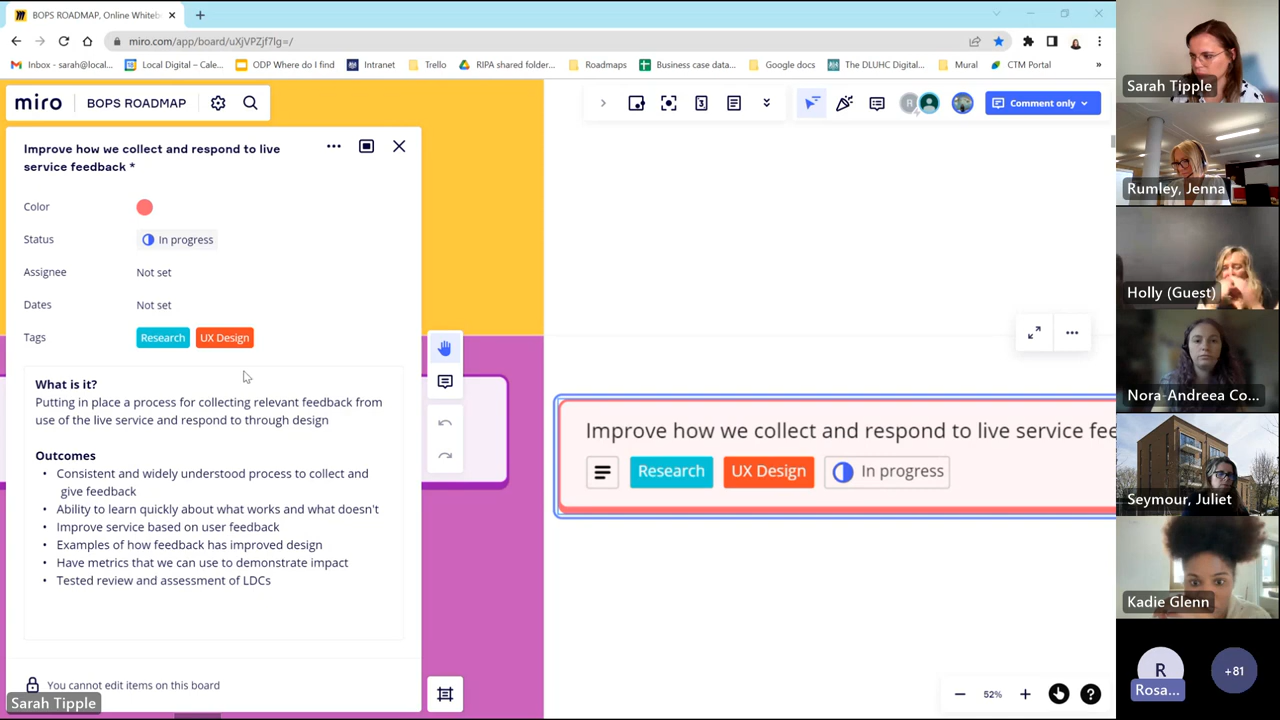 BOPS ROADMAP, Online Whiteb
miro.com/app/board/uXjVPZjf7Ig=/
Inbox - sarah@local...
Local Digital – Cale...
ODP Where do I find
Intranet
Trello
RIPA shared folder...
Roadmaps
Business case data...
Google docs
The DLUHC Digital...
Mural
CTM Portal
»
miro
BOPS ROADMAP
Comment only
Improve how we collect and respond to live
service feedback *
Color
Status
In progress
Assignee
Not set
Dates
Not set
Tags
Research
UX Design
What is it?
Putting in place a process for collecting relevant feedback from
use of the live service and respond to through design
Outcomes
• Consistent and widely understood process to collect and
give feedback
• Ability to learn quickly about what works and what doesn't
• Improve service based on user feedback
• Examples of how feedback has improved design
• Have metrics that we can use to demonstrate impact
• Tested review and assessment of LDCs
You cannot edit items on this board
Sarah Tipple
Improve how we collect and respond to live service fee
Research
UX Design
In progress
52%
Sarah Tipple
Rumley, Jenna
Holly (Guest)
Nora-Andreea Co...
Seymour, Juliet
Kadie Glenn
R
Rosa...
+81